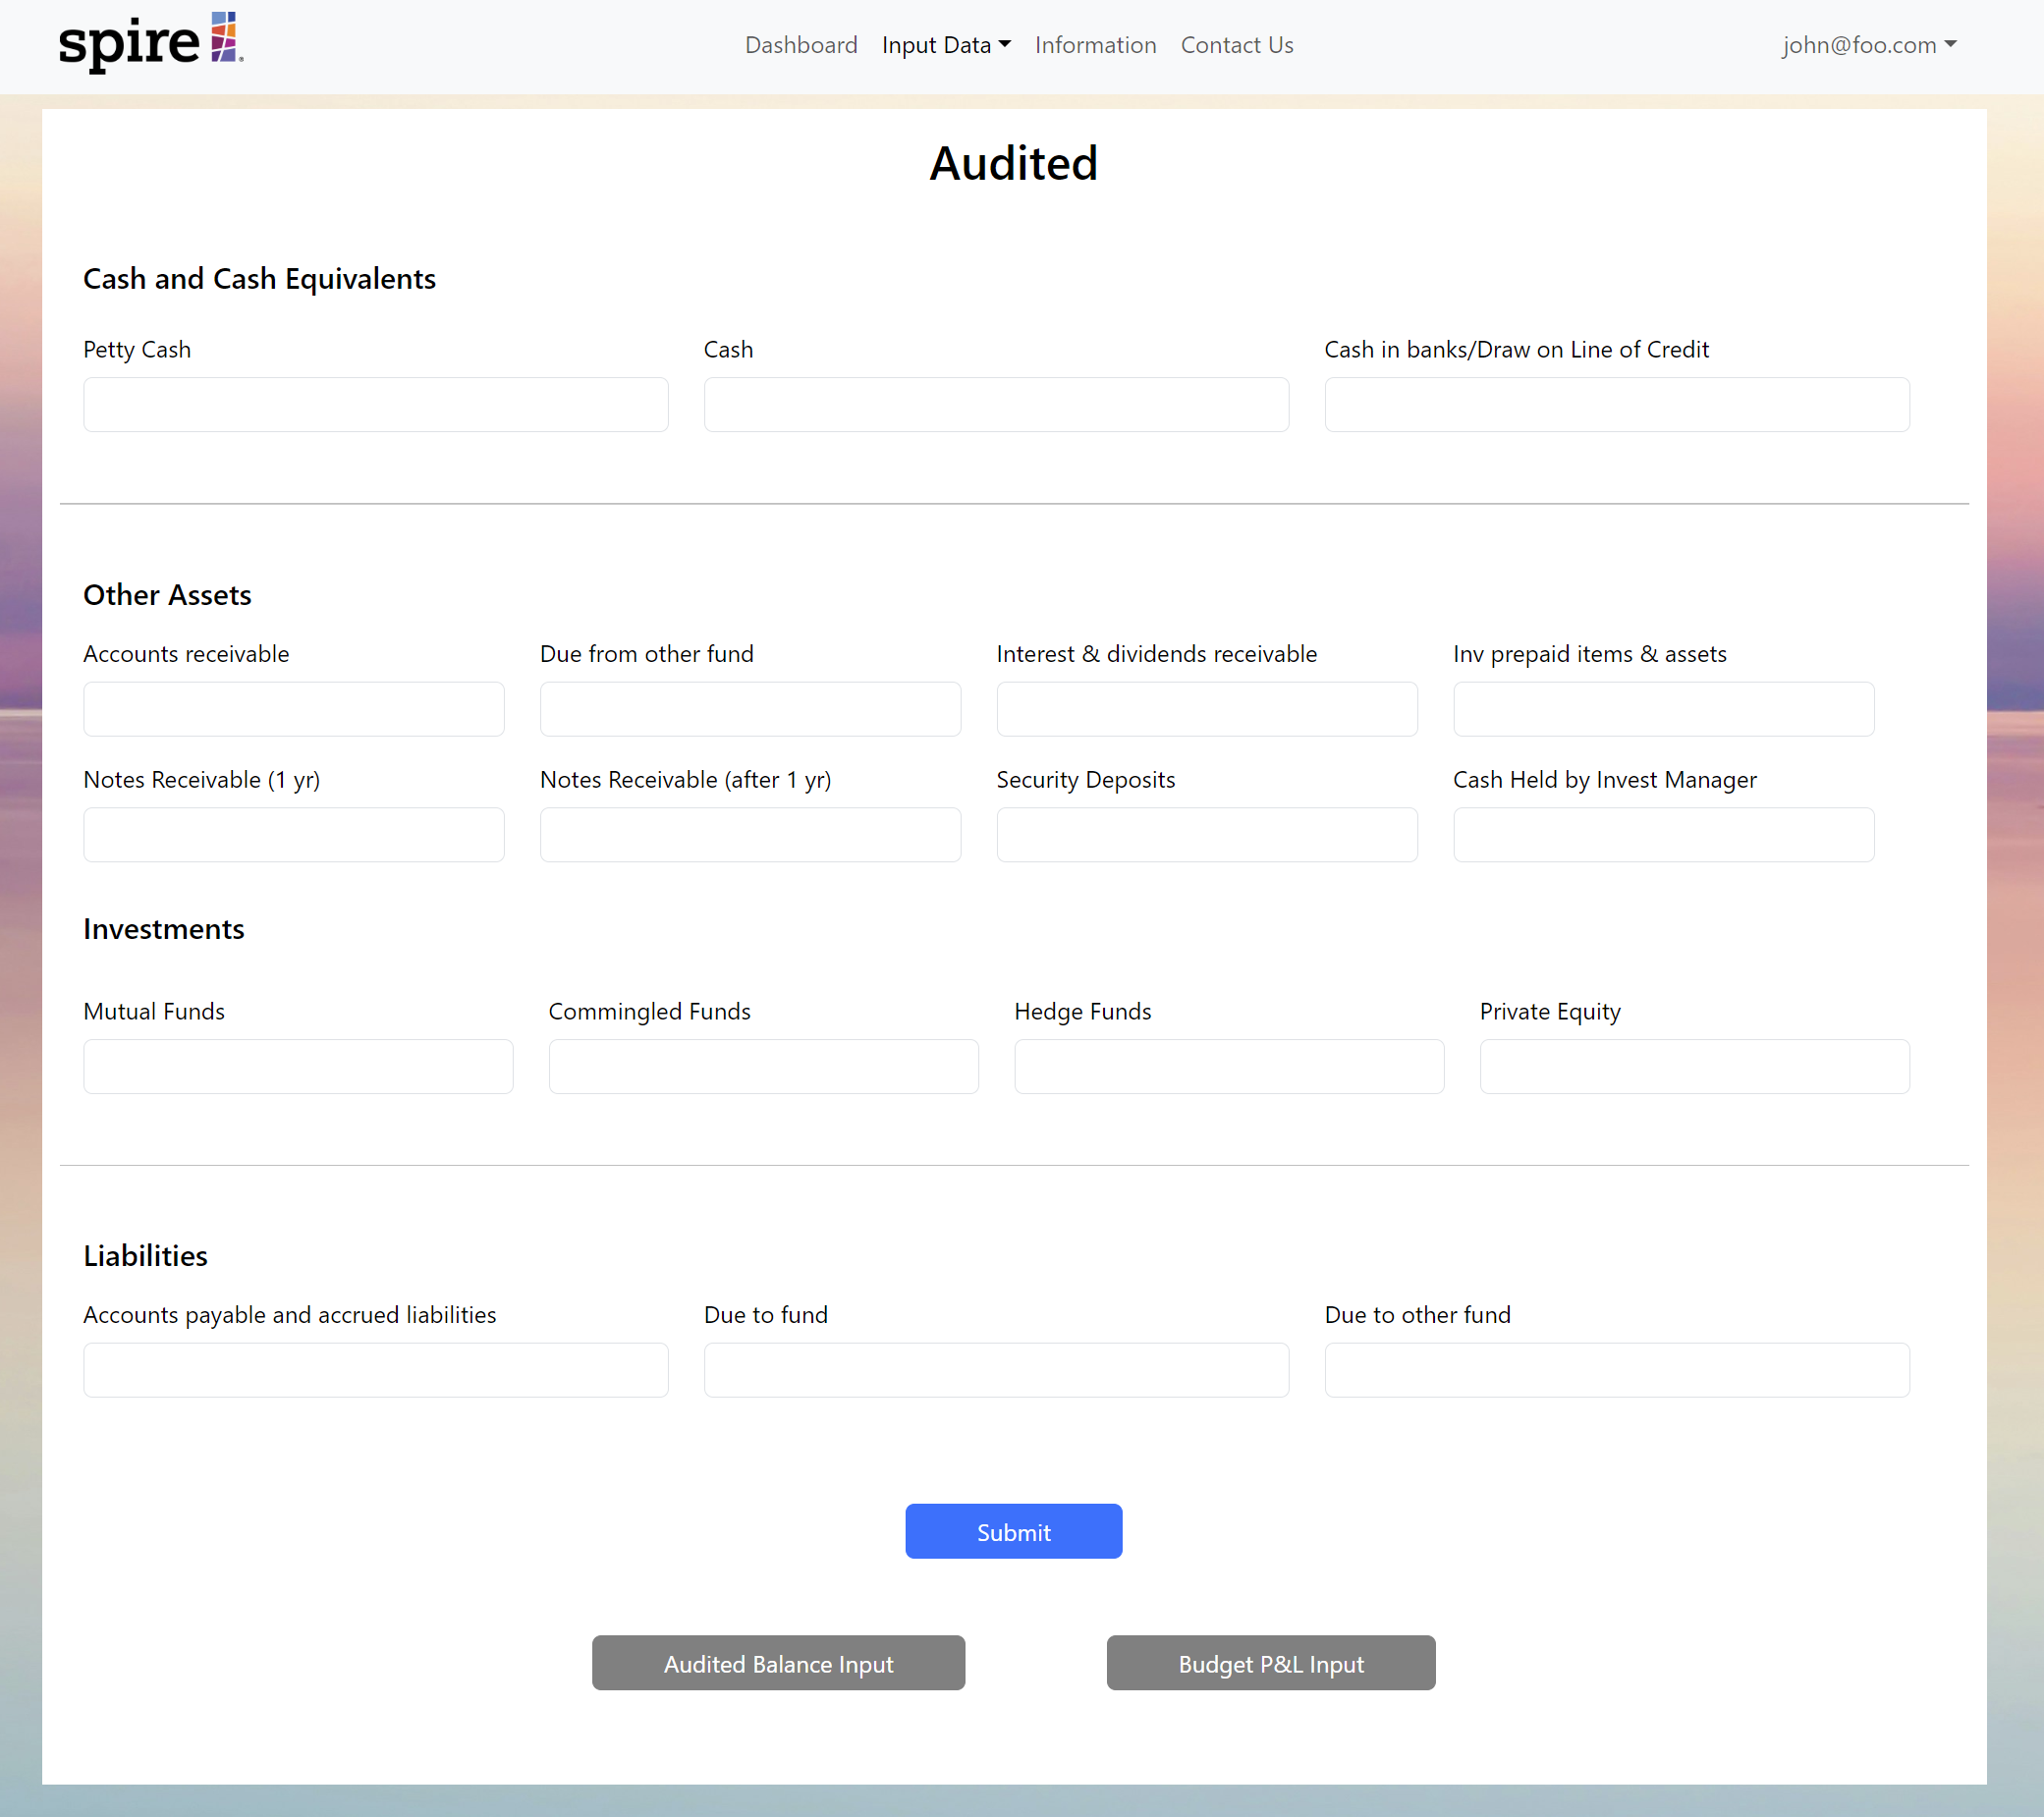 spire
Dashboard Input Data Information Contact Us john@foo.com
Audited
Cash and Cash Equivalents
Petty Cash Cash Cash in banks/Draw on Line of Credit
Other Assets
Accounts receivable Due from other fund Interest & dividends receivable Inv prepaid items & assets
Notes Receivable (1 yr) Notes Receivable (after 1 yr) Security Deposits Cash Held by Invest Manager
Investments
Mutual Funds Commingled Funds Hedge Funds Private Equity
Liabilities
Accounts payable and accrued liabilities Due to fund Due to other fund
Submit
Audited Balance Input Budget P&L Input